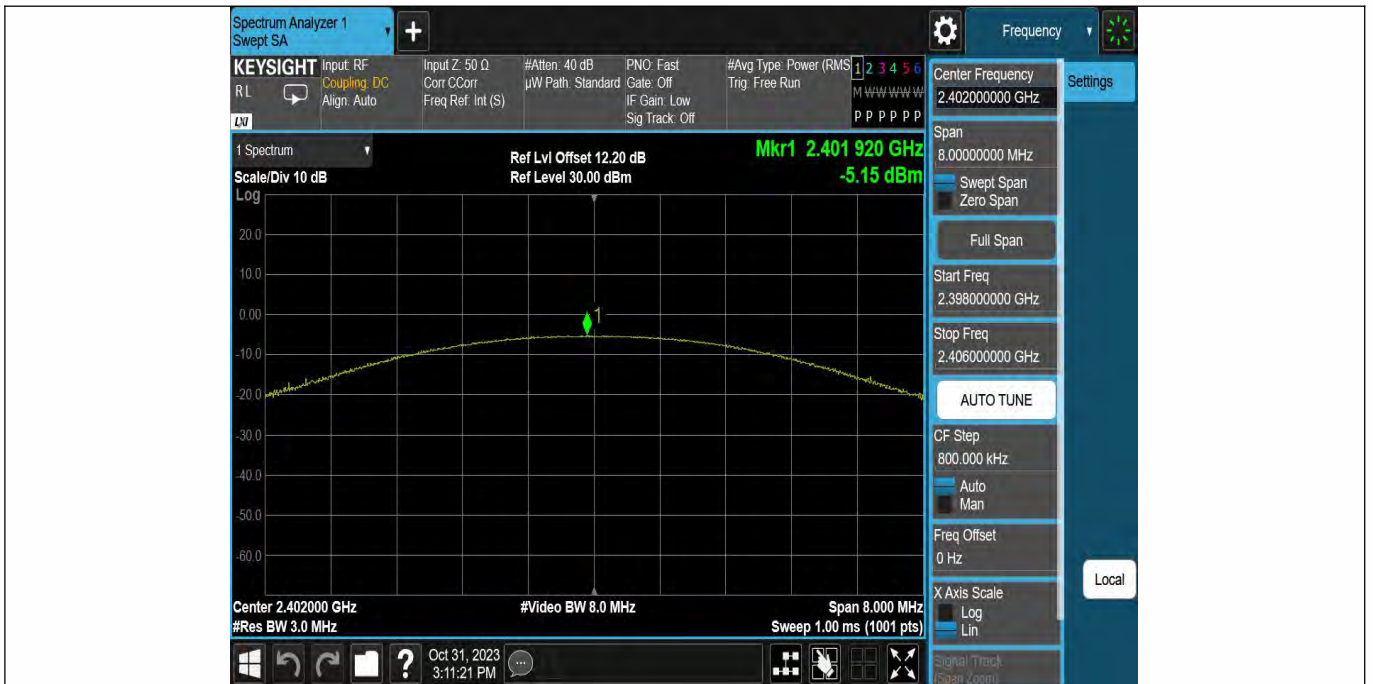 Spectrum Analyzer 1
Swept SA
+
Frequency
KEYSIGHT
RL
LXI
Input: RF
Coupling: DC
Align: Auto
Input Z: 50 Ω
Corr CCorr
Freq Ref: Int (S)
#Atten: 40 dB
µW Path: Standard
PNO: Fast
Gate: Off
IF Gain: Low
Sig Track: Off
#Avg Type: Power (RMS
Trig: Free Run
1 2 3 4 5 6
M W W W W W
P P P P P P
1 Spectrum
Scale/Div 10 dB
Log
Ref Lvl Offset 12.20 dB
Ref Level 30.00 dBm
Mkr1 2.401 920 GHz
-5.15 dBm
20.0
10.0
0.00
-10.0
-20.0
-30.0
-40.0
-50.0
-60.0
1
Center 2.402000 GHz
#Res BW 3.0 MHz
#Video BW 8.0 MHz
Span 8.000 MHz
Sweep 1.00 ms (1001 pts)
Center Frequency
2.402000000 GHz
Settings
Span
8.00000000 MHz
Swept Span
Zero Span
Full Span
Start Freq
2.398000000 GHz
Stop Freq
2.406000000 GHz
AUTO TUNE
CF Step
800.000 kHz
Auto
Man
Freq Offset
0 Hz
X Axis Scale
Log
Lin
Signal Track
(Span Zoom)
Local
?
Oct 31, 2023
3:11:21 PM